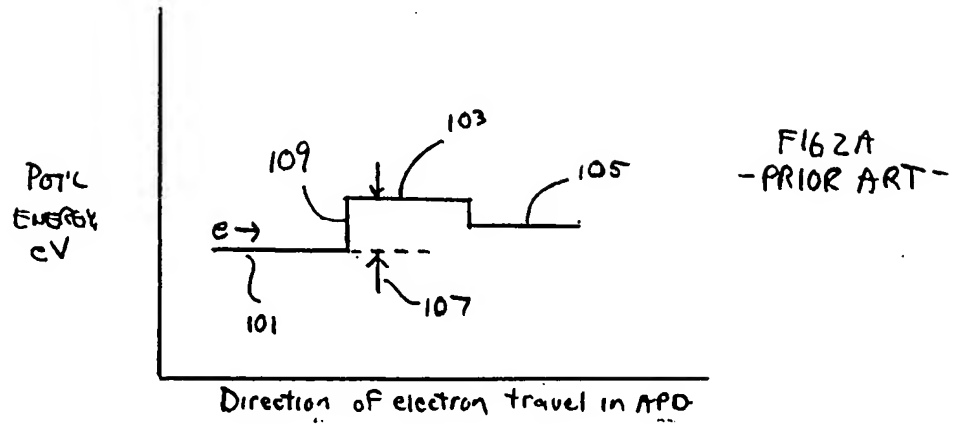 103
109
FIG 2A
105
- PRIOR ART -
POT'L
ENERGY,
eV
e →
101
107
Direction of electron travel in APD